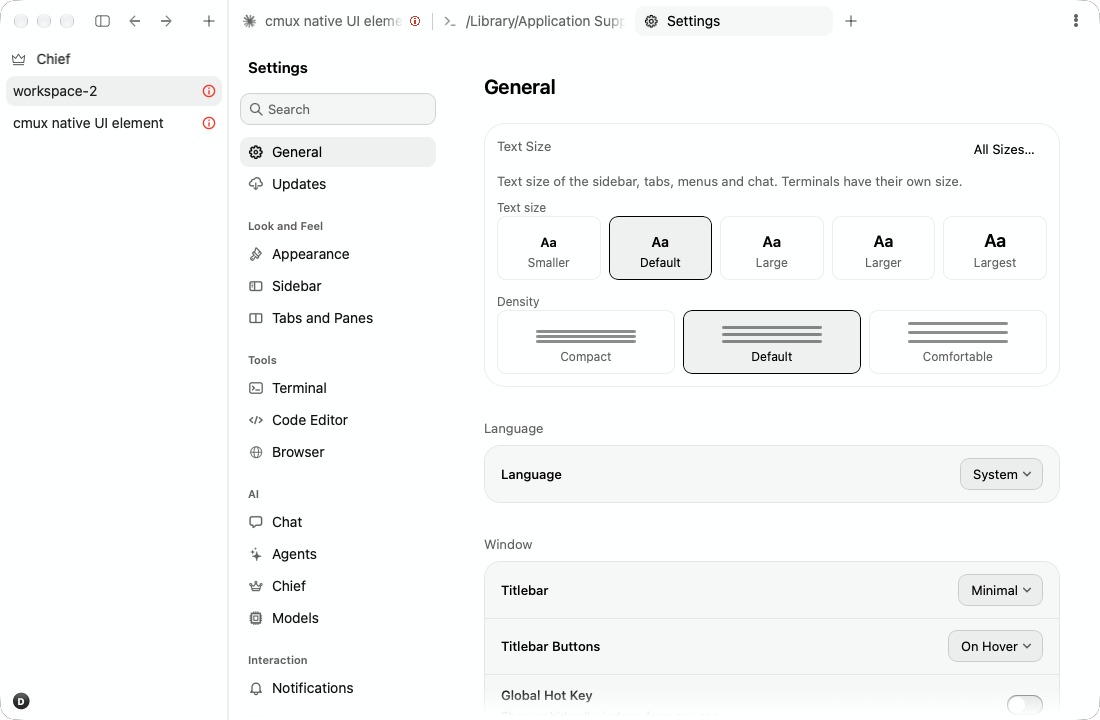 cmux native UI eleme
/Library/Application Supp
Settings
Chief
workspace-2
cmux native UI element
D
Settings
Search
General
Updates
Look and Feel
Appearance
Sidebar
Tabs and Panes
Tools
Terminal
Code Editor
Browser
AI
Chat
Agents
Chief
Models
Interaction
Notifications
General
Text Size
All Sizes...
Text size of the sidebar, tabs, menus and chat. Terminals have their own size.
Text size
Aa Aa Aa Aa Aa
Smaller Default Large Larger Largest
Density
Compact Default Comfortable
Language
Language System
Window
Titlebar Minimal
Titlebar Buttons On Hover
Global Hot Key